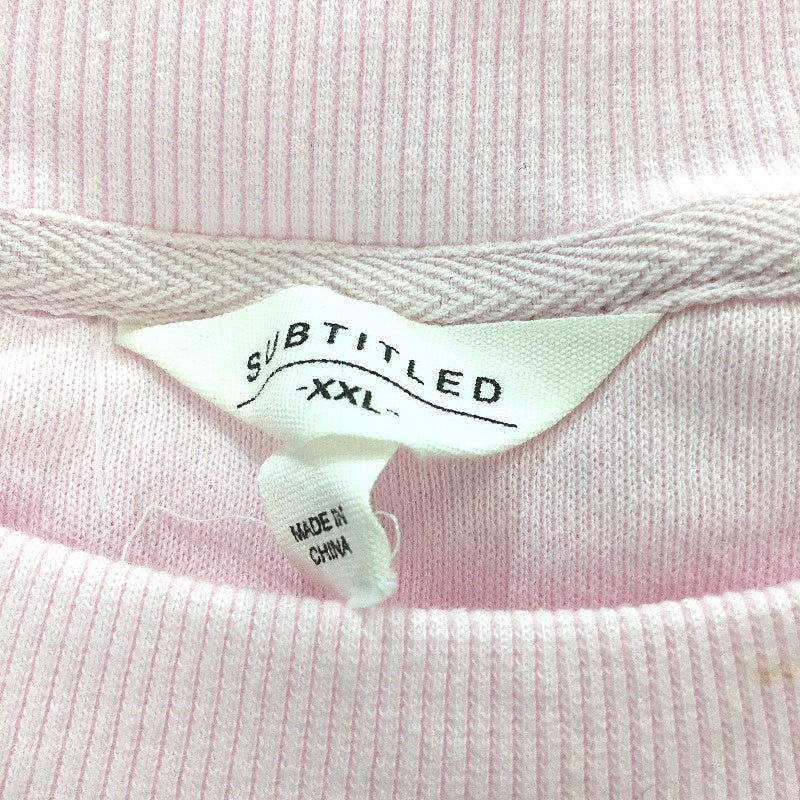 SUBTITLED
-XXL-
MADE IN
CHINA